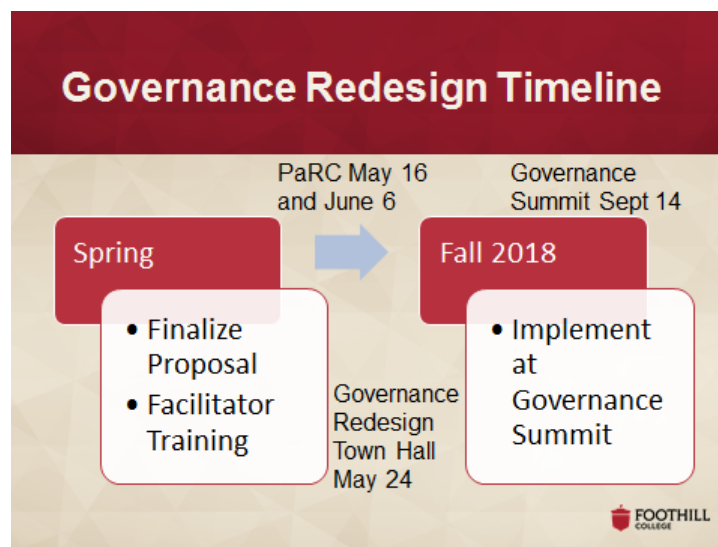 Governance Redesign Timeline
PaRC May 16
and June 6
Governance
Summit Sept 14
Spring
• Finalize
Proposal
• Facilitator
Training
Governance
Redesign
Town Hall
May 24
Fall 2018
• Implement
at
Governance
Summit
FOOTHILL
COLLEGE